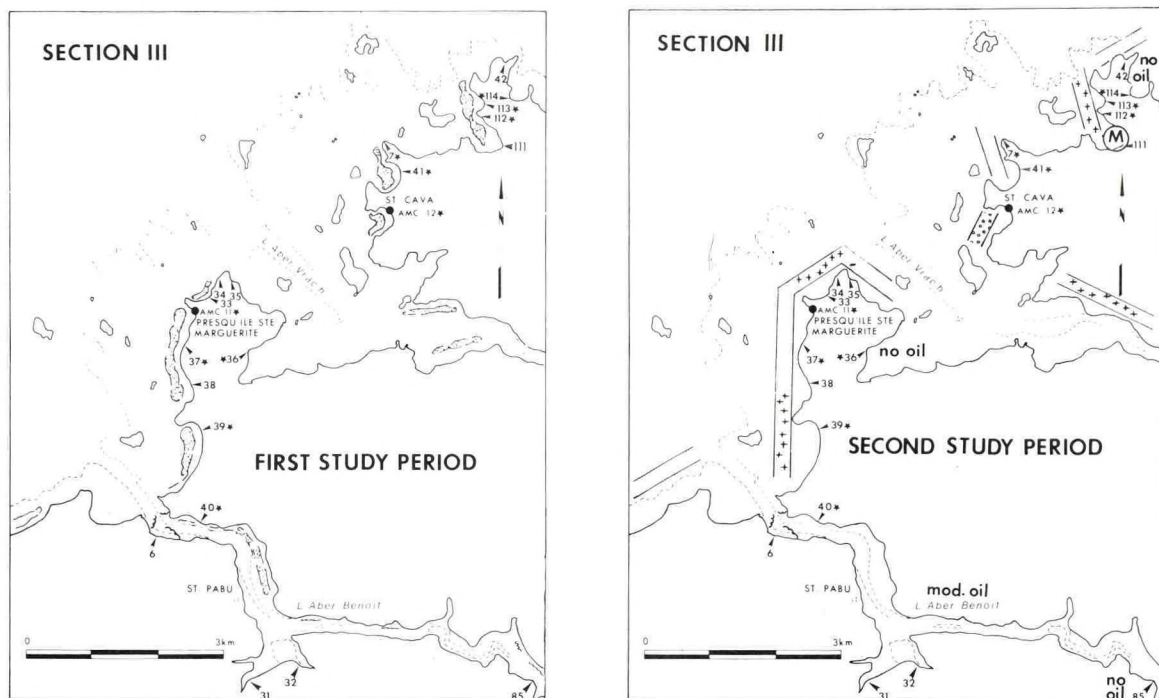 SECTION III
42
★114
113★
112★
111
7★
41★
ST CAVA
AMC 12★
L Aber Vrac h
34
35
33
AMC 11★
PRESQU'ILE STE
MARGUERITE
37★
★36
38
39★
FIRST STUDY PERIOD
40★
6
ST PABU
L Aber Benoit
0
3km
31
32
85
SECTION III
no
oil
42
★114
113★
112★
M
111
7★
41★
ST CAVA
AMC 12★
L Aber Vrac h
34
35
33
AMC 11★
PRESQU'ILE STE
MARGUERITE
37★
★36
no oil
38
39★
SECOND STUDY PERIOD
40★
6
mod. oil
ST PABU
L Aber Benoit
0
3km
31
32
no
oil
85